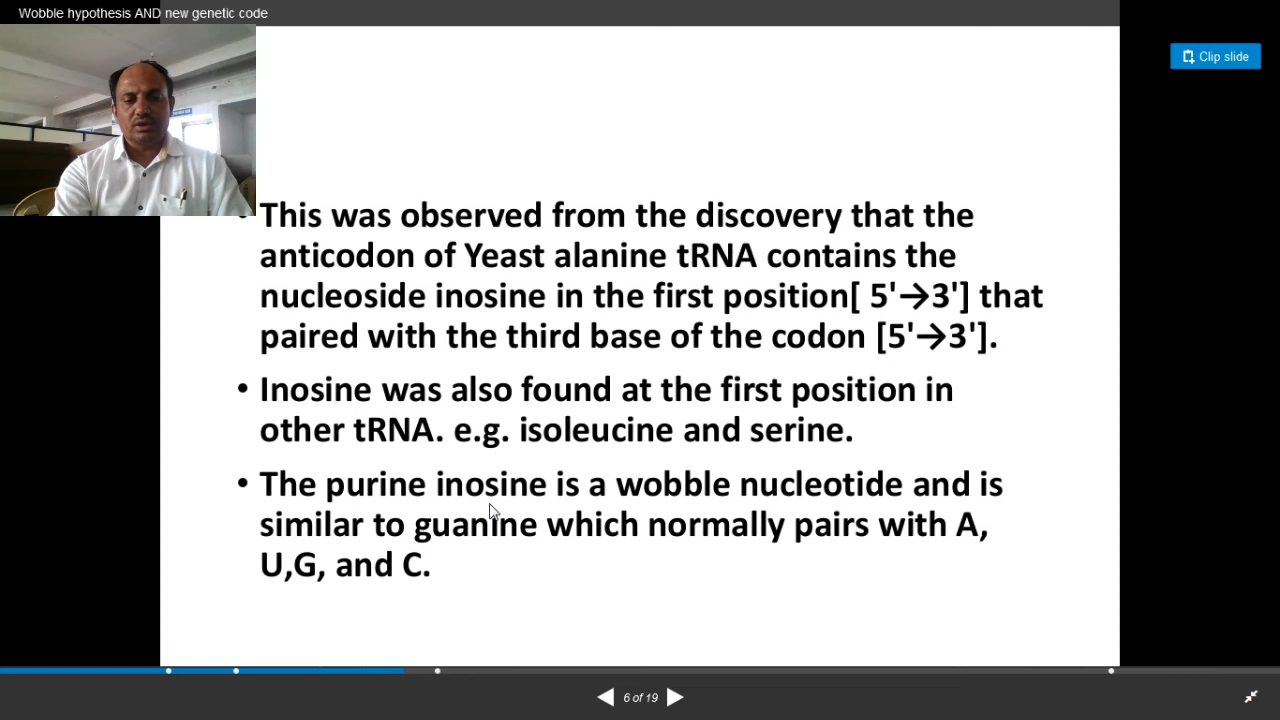 Wobble hypothesis AND new genetic code
Clip slide
This was observed from the discovery that the
anticodon of Yeast alanine tRNA contains the
nucleoside inosine in the first position[ 5'→3'] that
paired with the third base of the codon [5'→3'].
• Inosine was also found at the first position in
other tRNA. e.g. isoleucine and serine.
• The purine inosine is a wobble nucleotide and is
similar to guanine which normally pairs with A,
U,G, and C.
6 of 19